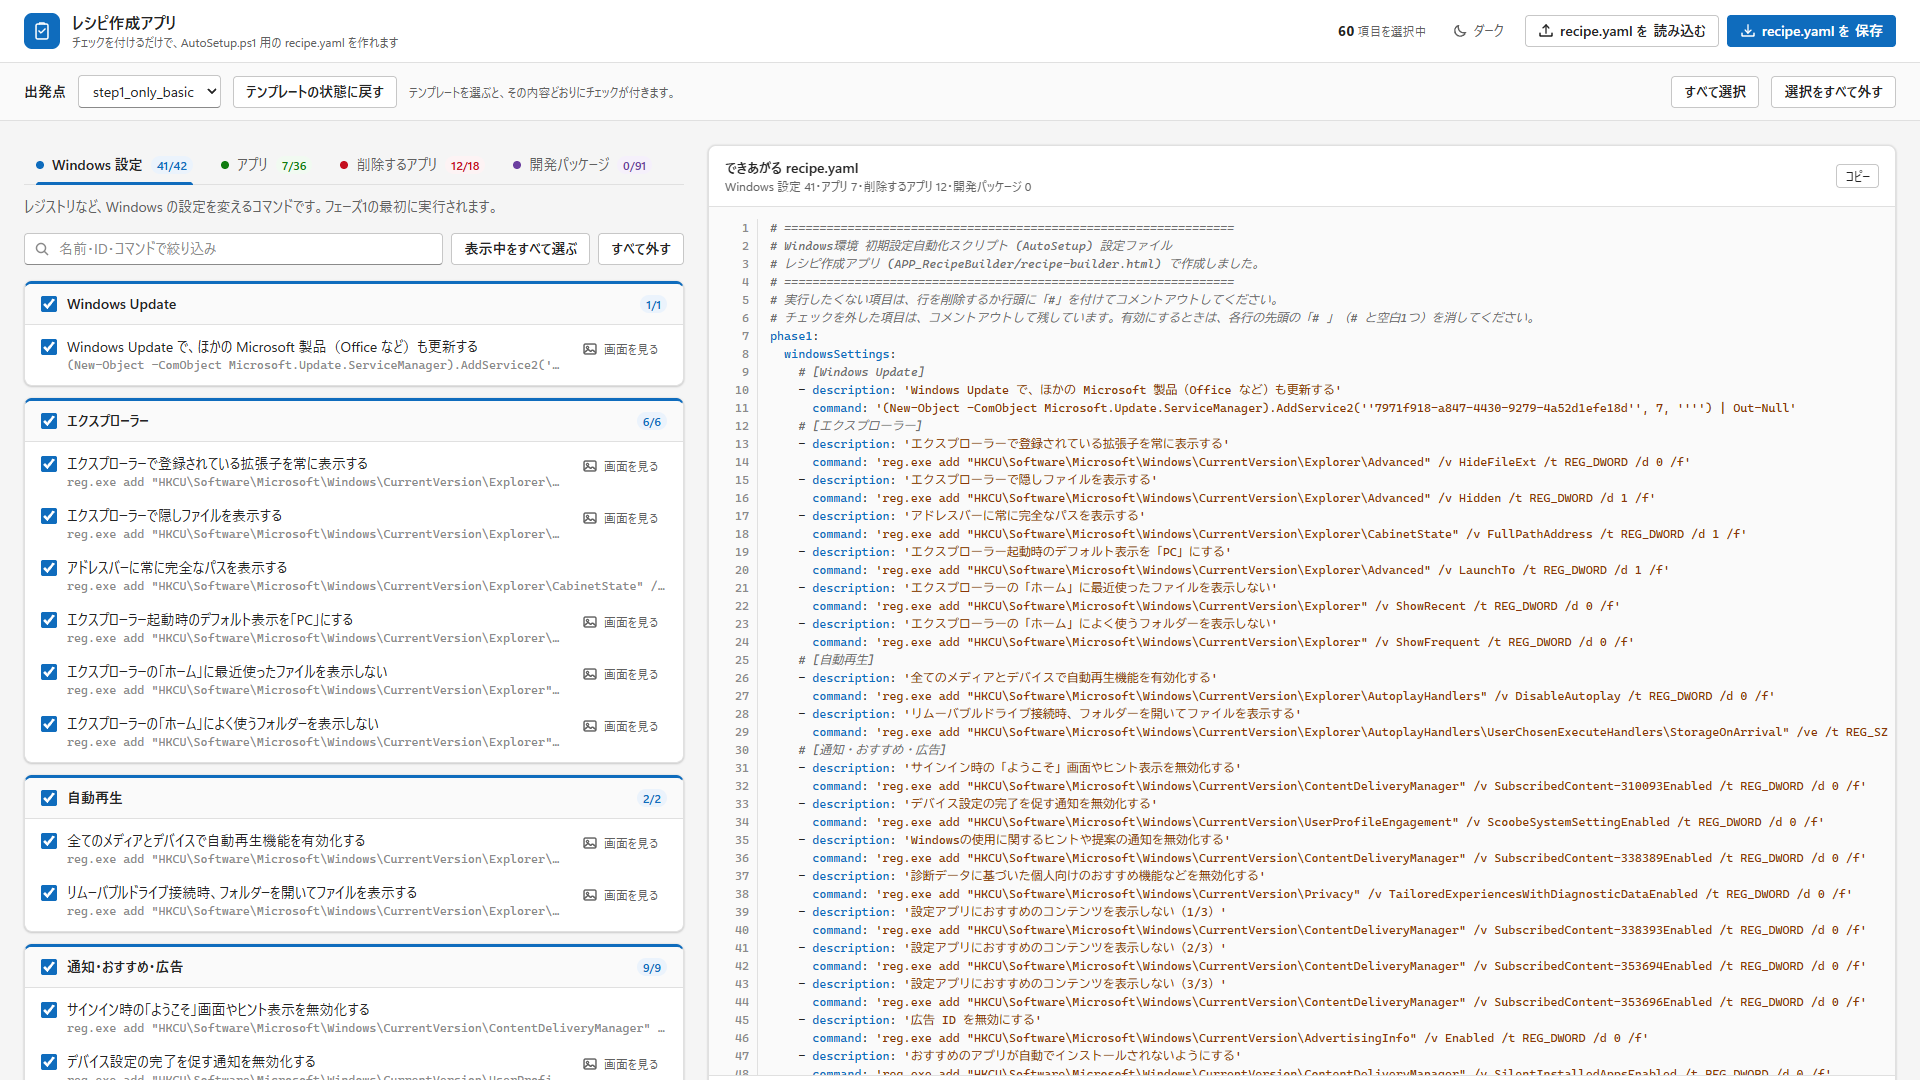 レシピ作成アプリ
チェックを付けるだけで、AutoSetup.ps1 用の recipe.yaml を作れます
60 項目を選択中
ダーク
recipe.yaml を 読み込む
recipe.yaml を 保存
出発点
step1_only_basic
テンプレートの状態に戻す
テンプレートを選ぶと、その内容どおりにチェックが付きます。
すべて選択
選択をすべて外す
Windows 設定 41/42
アプリ 7/36
削除するアプリ 12/18
開発パッケージ 0/91
レジストリなど、Windows の設定を変えるコマンドです。フェーズ1の最初に実行されます。
名前・ID・コマンドで絞り込み
表示中をすべて選ぶ
すべて外す
Windows Update 1/1
Windows Update で、ほかの Microsoft 製品（Office など）も更新する
(New-Object -ComObject Microsoft.Update.ServiceManager).AddService2('…
画面を見る
エクスプローラー 6/6
エクスプローラーで登録されている拡張子を常に表示する
reg.exe add "HKCU\Software\Microsoft\Windows\CurrentVersion\Explorer\…
画面を見る
エクスプローラーで隠しファイルを表示する
reg.exe add "HKCU\Software\Microsoft\Windows\CurrentVersion\Explorer\…
画面を見る
アドレスバーに常に完全なパスを表示する
reg.exe add "HKCU\Software\Microsoft\Windows\CurrentVersion\Explorer\CabinetState" /…
エクスプローラー起動時のデフォルト表示を「PC」にする
reg.exe add "HKCU\Software\Microsoft\Windows\CurrentVersion\Explorer\…
画面を見る
エクスプローラーの「ホーム」に最近使ったファイルを表示しない
reg.exe add "HKCU\Software\Microsoft\Windows\CurrentVersion\Explorer"…
画面を見る
エクスプローラーの「ホーム」によく使うフォルダーを表示しない
reg.exe add "HKCU\Software\Microsoft\Windows\CurrentVersion\Explorer"…
画面を見る
自動再生 2/2
全てのメディアとデバイスで自動再生機能を有効化する
reg.exe add "HKCU\Software\Microsoft\Windows\CurrentVersion\Explorer\…
画面を見る
リムーバブルドライブ接続時、フォルダーを開いてファイルを表示する
reg.exe add "HKCU\Software\Microsoft\Windows\CurrentVersion\Explorer\…
画面を見る
通知・おすすめ・広告 9/9
サインイン時の「ようこそ」画面やヒント表示を無効化する
reg.exe add "HKCU\Software\Microsoft\Windows\CurrentVersion\ContentDeliveryManager" …
デバイス設定の完了を促す通知を無効化する
reg.exe add "HKCU\Software\Microsoft\Windows\CurrentVersion\UserProfi…
画面を見る
できあがる recipe.yaml
Windows 設定 41・アプリ 7・削除するアプリ 12・開発パッケージ 0
コピー
1 # ================================================================
2 # Windows環境 初期設定自動化スクリプト (AutoSetup) 設定ファイル
3 # レシピ作成アプリ (APP_RecipeBuilder/recipe-builder.html) で作成しました。
4 # ================================================================
5 # 実行したくない項目は、行を削除するか行頭に「#」を付けてコメントアウトしてください。
6 # チェックを外した項目は、コメントアウトして残しています。有効にするときは、各行の先頭の「# 」（# と空白1つ）を消してください。
7 phase1:
8 windowsSettings:
9 # [Windows Update]
10 - description: 'Windows Update で、ほかの Microsoft 製品（Office など）も更新する'
11 command: '(New-Object -ComObject Microsoft.Update.ServiceManager).AddService2(''7971f918-a847-4430-9279-4a52d1efe18d'', 7, '''') | Out-Null'
12 # [エクスプローラー]
13 - description: 'エクスプローラーで登録されている拡張子を常に表示する'
14 command: 'reg.exe add "HKCU\Software\Microsoft\Windows\CurrentVersion\Explorer\Advanced" /v HideFileExt /t REG_DWORD /d 0 /f'
15 - description: 'エクスプローラーで隠しファイルを表示する'
16 command: 'reg.exe add "HKCU\Software\Microsoft\Windows\CurrentVersion\Explorer\Advanced" /v Hidden /t REG_DWORD /d 1 /f'
17 - description: 'アドレスバーに常に完全なパスを表示する'
18 command: 'reg.exe add "HKCU\Software\Microsoft\Windows\CurrentVersion\Explorer\CabinetState" /v FullPathAddress /t REG_DWORD /d 1 /f'
19 - description: 'エクスプローラー起動時のデフォルト表示を「PC」にする'
20 command: 'reg.exe add "HKCU\Software\Microsoft\Windows\CurrentVersion\Explorer\Advanced" /v LaunchTo /t REG_DWORD /d 1 /f'
21 - description: 'エクスプローラーの「ホーム」に最近使ったファイルを表示しない'
22 command: 'reg.exe add "HKCU\Software\Microsoft\Windows\CurrentVersion\Explorer" /v ShowRecent /t REG_DWORD /d 0 /f'
23 - description: 'エクスプローラーの「ホーム」によく使うフォルダーを表示しない'
24 command: 'reg.exe add "HKCU\Software\Microsoft\Windows\CurrentVersion\Explorer" /v ShowFrequent /t REG_DWORD /d 0 /f'
25 # [自動再生]
26 - description: '全てのメディアとデバイスで自動再生機能を有効化する'
27 command: 'reg.exe add "HKCU\Software\Microsoft\Windows\CurrentVersion\Explorer\AutoplayHandlers" /v DisableAutoplay /t REG_DWORD /d 0 /f'
28 - description: 'リムーバブルドライブ接続時、フォルダーを開いてファイルを表示する'
29 command: 'reg.exe add "HKCU\Software\Microsoft\Windows\CurrentVersion\Explorer\AutoplayHandlers\UserChosenExecuteHandlers\StorageOnArrival" /ve /t REG_SZ
30 # [通知・おすすめ・広告]
31 - description: 'サインイン時の「ようこそ」画面やヒント表示を無効化する'
32 command: 'reg.exe add "HKCU\Software\Microsoft\Windows\CurrentVersion\ContentDeliveryManager" /v SubscribedContent-310093Enabled /t REG_DWORD /d 0 /f'
33 - description: 'デバイス設定の完了を促す通知を無効化する'
34 command: 'reg.exe add "HKCU\Software\Microsoft\Windows\CurrentVersion\UserProfileEngagement" /v ScoobeSystemSettingEnabled /t REG_DWORD /d 0 /f'
35 - description: 'Windowsの使用に関するヒントや提案の通知を無効化する'
36 command: 'reg.exe add "HKCU\Software\Microsoft\Windows\CurrentVersion\ContentDeliveryManager" /v SubscribedContent-338389Enabled /t REG_DWORD /d 0 /f'
37 - description: '診断データに基づいた個人向けのおすすめ機能などを無効化する'
38 command: 'reg.exe add "HKCU\Software\Microsoft\Windows\CurrentVersion\Privacy" /v TailoredExperiencesWithDiagnosticDataEnabled /t REG_DWORD /d 0 /f'
39 - description: '設定アプリにおすすめのコンテンツを表示しない（1/3）'
40 command: 'reg.exe add "HKCU\Software\Microsoft\Windows\CurrentVersion\ContentDeliveryManager" /v SubscribedContent-338393Enabled /t REG_DWORD /d 0 /f'
41 - description: '設定アプリにおすすめのコンテンツを表示しない（2/3）'
42 command: 'reg.exe add "HKCU\Software\Microsoft\Windows\CurrentVersion\ContentDeliveryManager" /v SubscribedContent-353694Enabled /t REG_DWORD /d 0 /f'
43 - description: '設定アプリにおすすめのコンテンツを表示しない（3/3）'
44 command: 'reg.exe add "HKCU\Software\Microsoft\Windows\CurrentVersion\ContentDeliveryManager" /v SubscribedContent-353696Enabled /t REG_DWORD /d 0 /f'
45 - description: '広告 ID を無効にする'
46 command: 'reg.exe add "HKCU\Software\Microsoft\Windows\CurrentVersion\AdvertisingInfo" /v Enabled /t REG_DWORD /d 0 /f'
47 - description: 'おすすめのアプリが自動でインストールされないようにする'
48 command: 'reg.exe add "HKCU\Software\Microsoft\Windows\CurrentVersion\ContentDeliveryManager" /v SilentInstalledAppsEnabled /t REG_DWORD /d 0 /f'